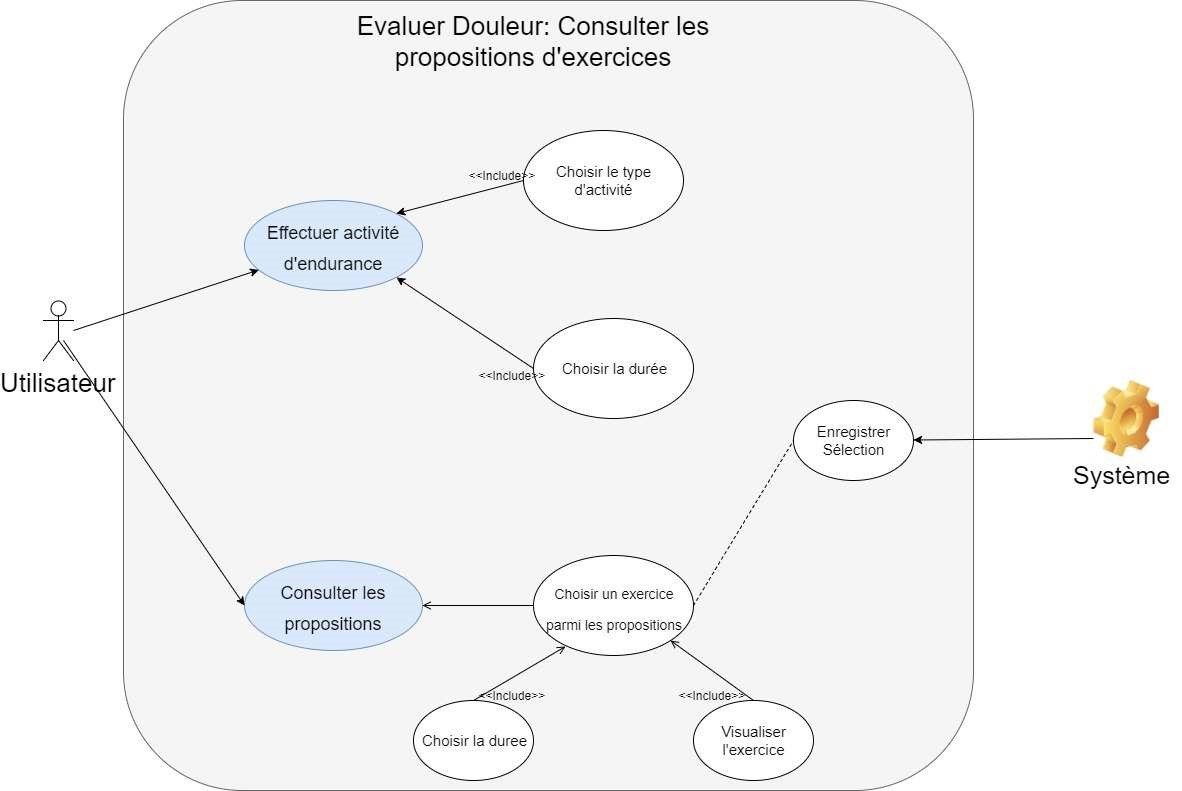 Evaluer Douleur: Consulter les
propositions d'exercices
Choisir le type
d'activité
<<Include>>
Effectuer activité
d'endurance
Utilisateur
<<Include>>
Choisir la durée
Enregistrer
Sélection
Système
Consulter les
propositions
Choisir un exercice
parmi les propositions
<<Include>>
<<Include>>
Choisir la duree
Visualiser
l'exercice